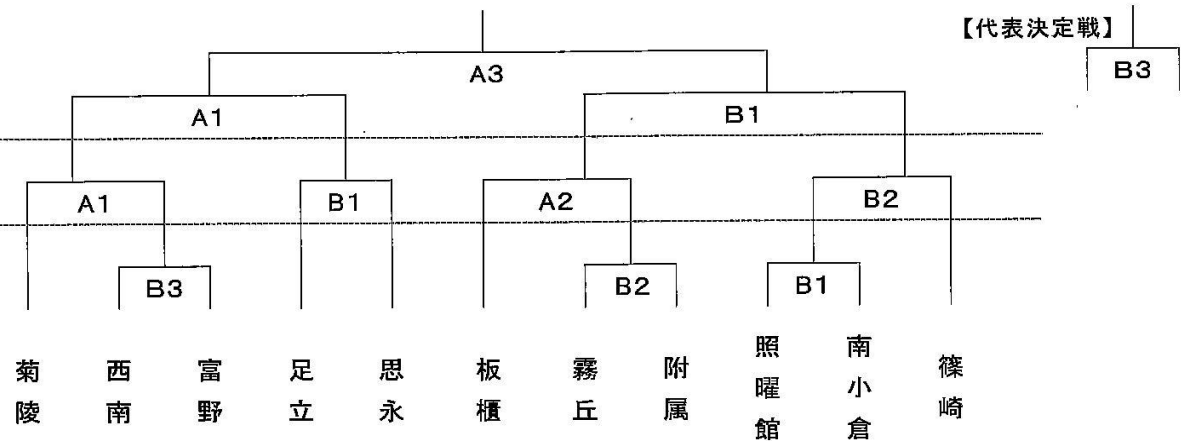 【代表決定戦】
B3
A3
A1
B1
A1
B1
A2
B2
B3
B2
B1
菊陵
西南
富野
足立
思永
板櫃
霧丘
附属
照曜館
南小倉
篠崎